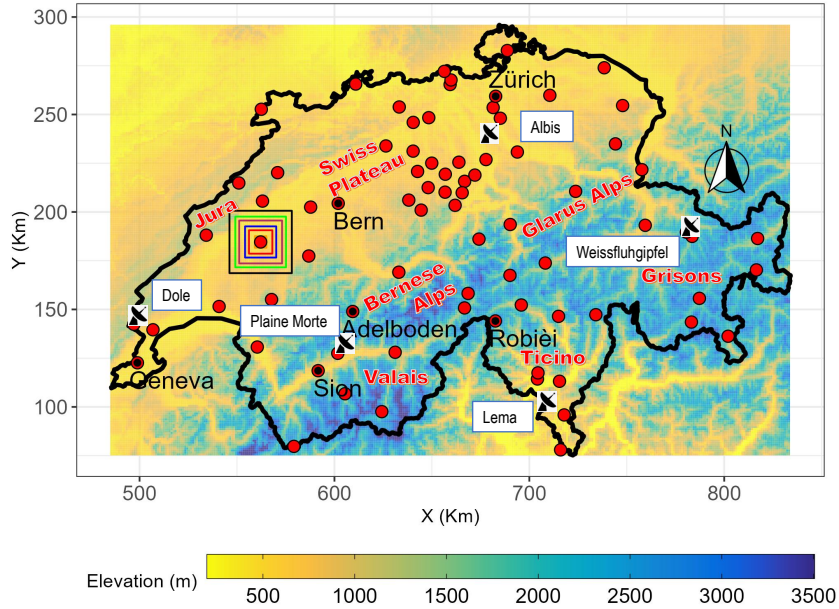 300
250
200
150
100
Y (Km)
Zürich
Albis
N
Swiss
Plateau
Jura
Bern
Glarus Alps
Weissfluhgipfel
Grisons
Dole
Bernese
Alps
Plaine Morte
Adelboden
Robièi
Ticino
Geneva
Sion
Valais
Lema
500
600
700
800
X (Km)
Elevation (m)
500
1000
1500
2000
2500
3000
3500